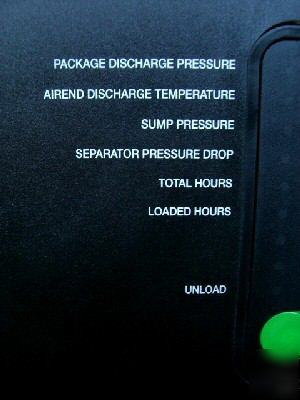 PACKAGE DISCHARGE PRESSURE
AIREND DISCHARGE TEMPERATURE
SUMP PRESSURE
SEPARATOR PRESSURE DROP
TOTAL HOURS
LOADED HOURS
UNLOAD